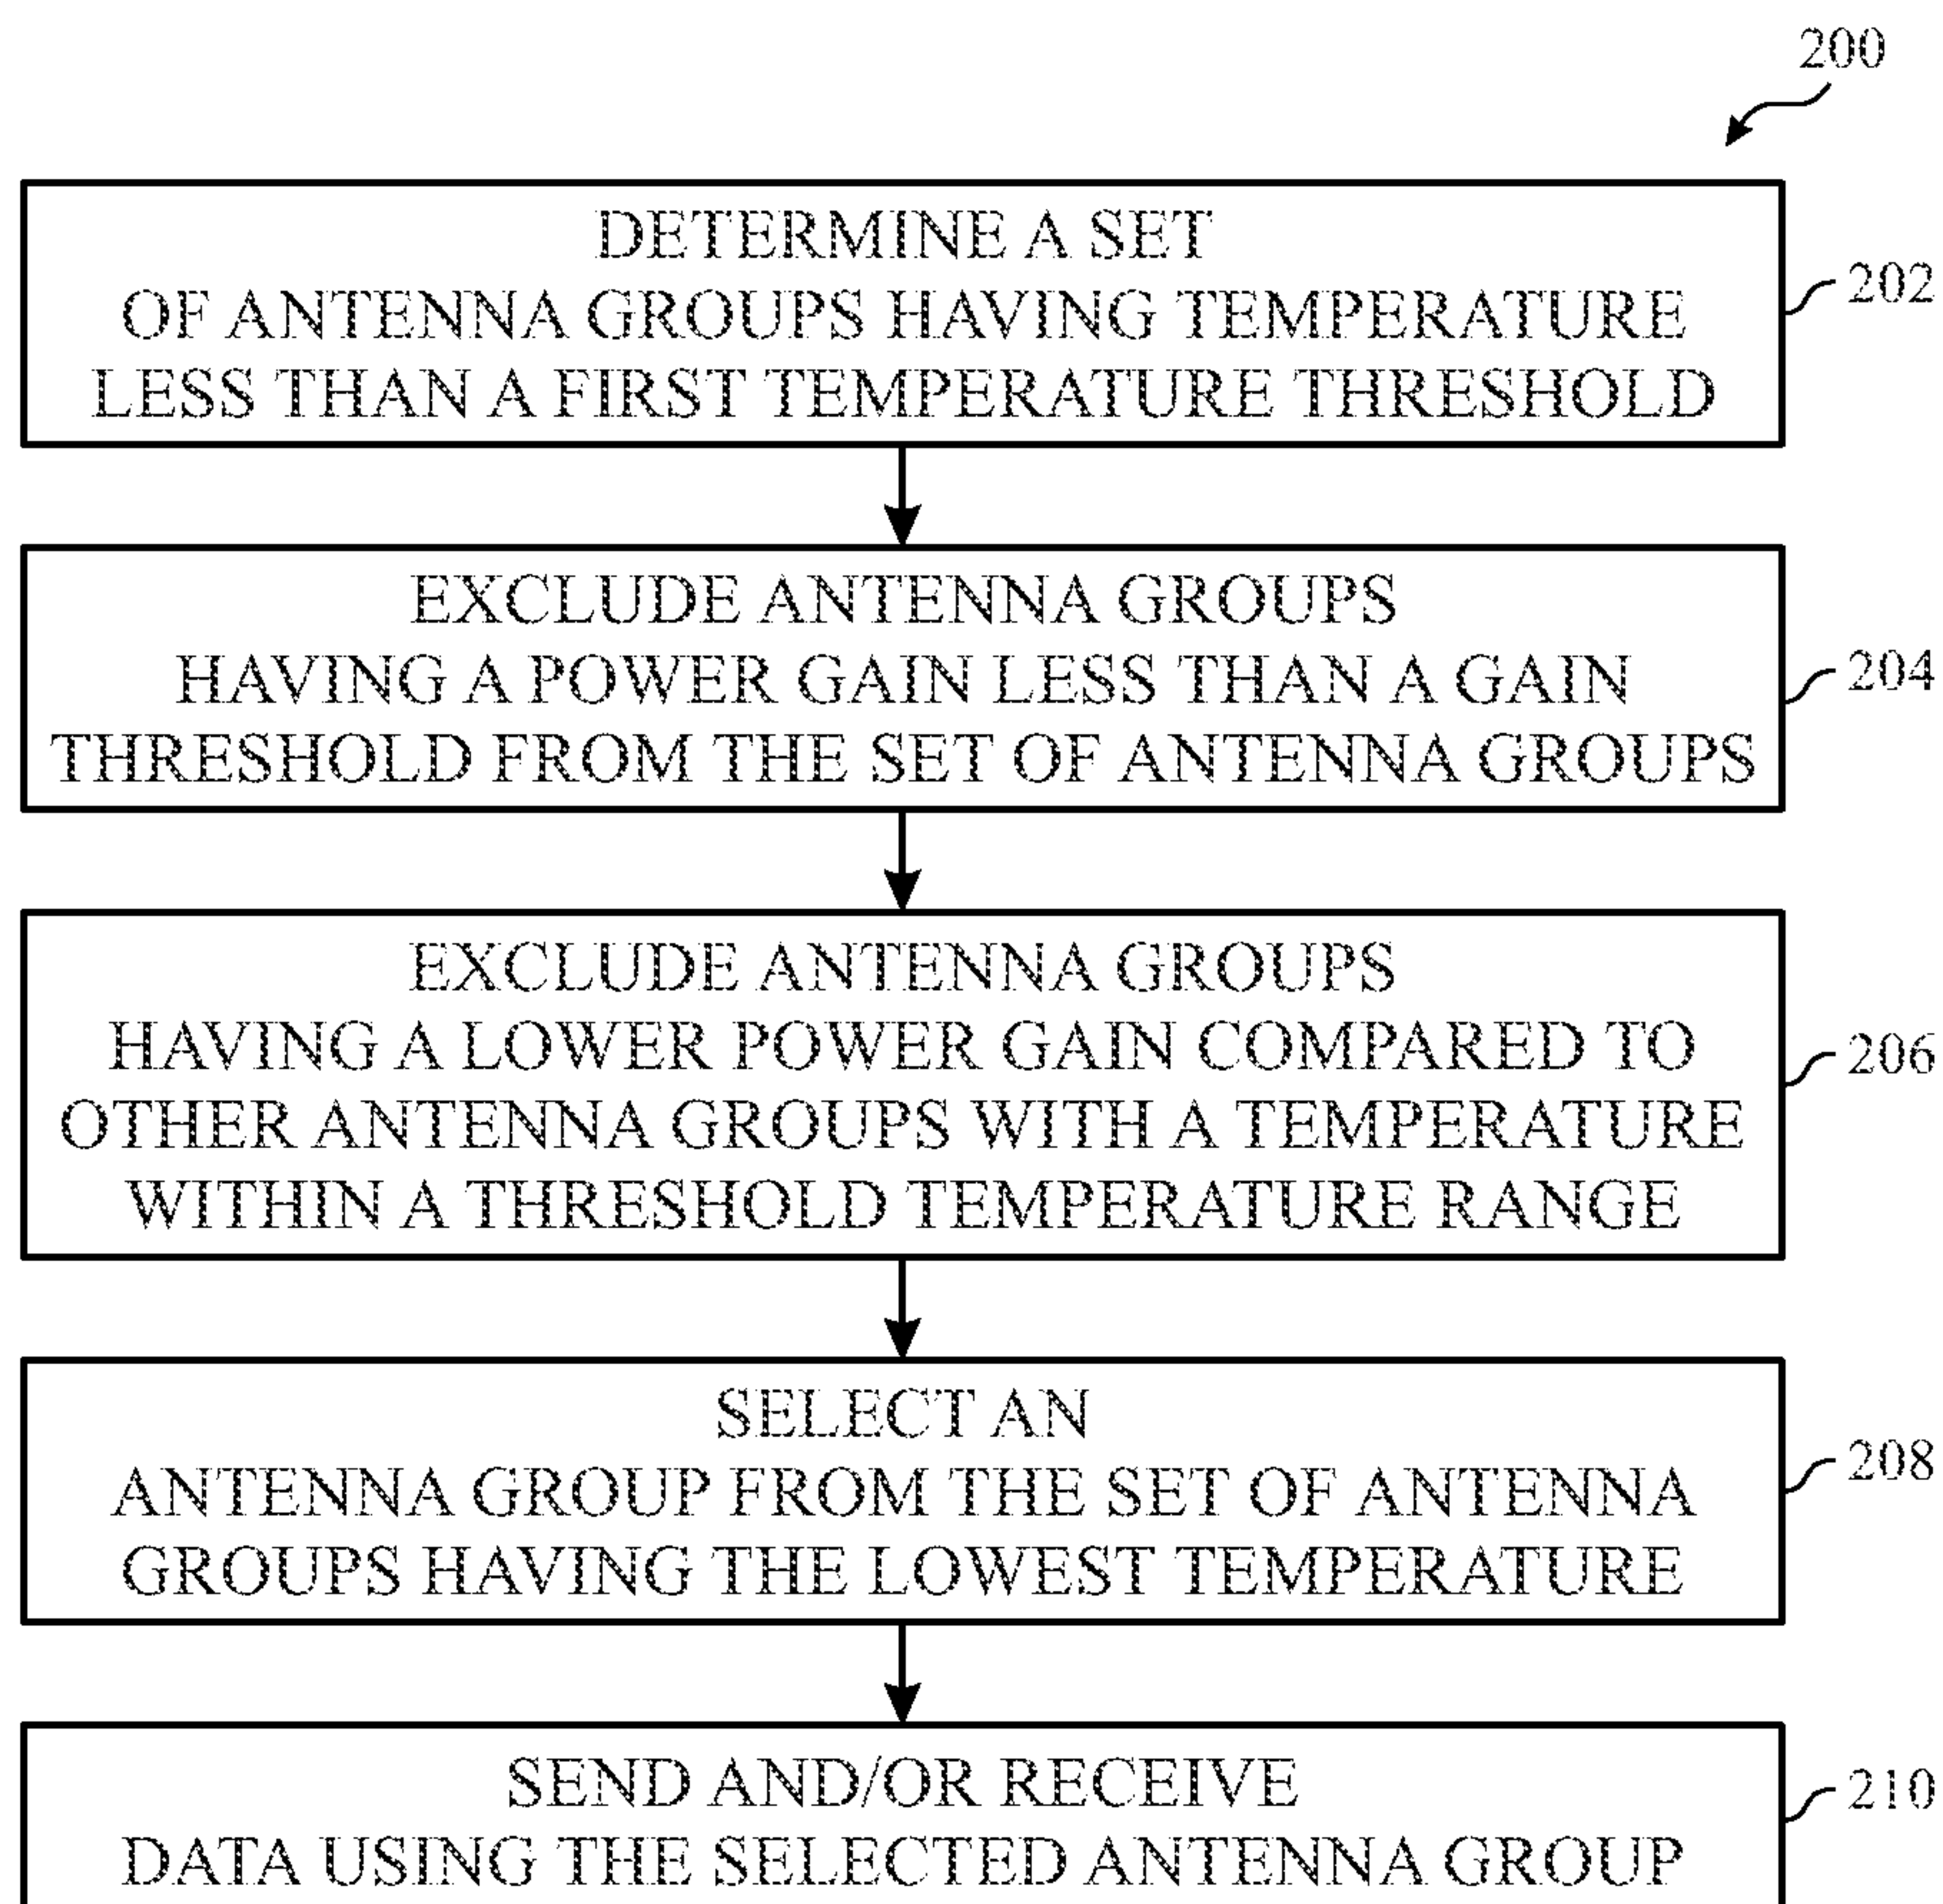 200
DETERMINE A SET
OF ANTENNA GROUPS HAVING TEMPERATURE
LESS THAN A FIRST TEMPERATURE THRESHOLD
202
EXCLUDE ANTENNA GROUPS
HAVING A POWER GAIN LESS THAN A GAIN
THRESHOLD FROM THE SET OF ANTENNA GROUPS
204
EXCLUDE ANTENNA GROUPS
HAVING A LOWER POWER GAIN COMPARED TO
OTHER ANTENNA GROUPS WITH A TEMPERATURE
WITHIN A THRESHOLD TEMPERATURE RANGE
206
SELECT AN
ANTENNA GROUP FROM THE SET OF ANTENNA
GROUPS HAVING THE LOWEST TEMPERATURE
208
SEND AND/OR RECEIVE
DATA USING THE SELECTED ANTENNA GROUP
210